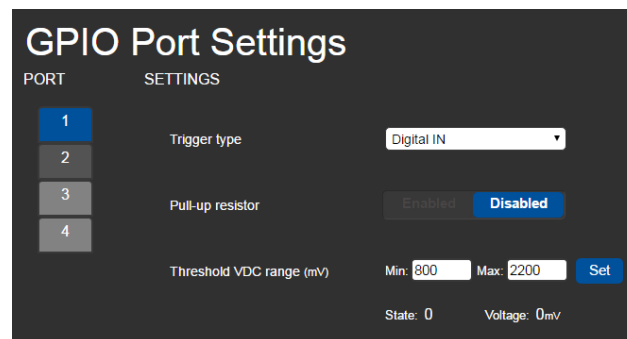 GPIO Port Settings
PORT SETTINGS
1
Trigger type Digital IN
2
3
Pull-up resistor Enabled Disabled
4
Threshold VDC range (mV) Min: 800 Max: 2200 Set
State: 0 Voltage: 0mV